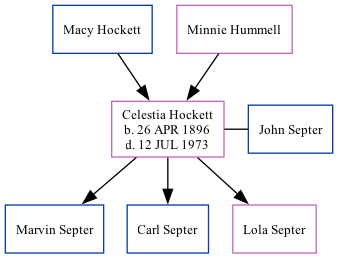 Macy Hockett
Minnie Hummell
Celestia Hockett
b. 26 APR 1896
d. 12 JUL 1973
John Septer
Marvin Septer
Carl Septer
Lola Septer